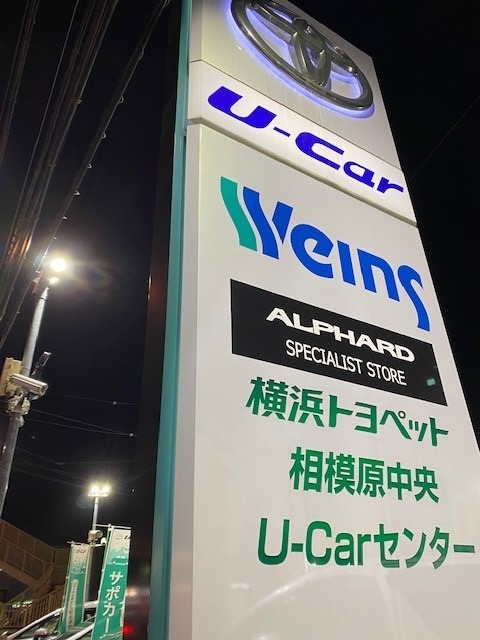 U-Car
Weins
ALPHARD
SPECIALIST STORE
横浜トヨペット
相模原中央
U-Carセンター
サポカー